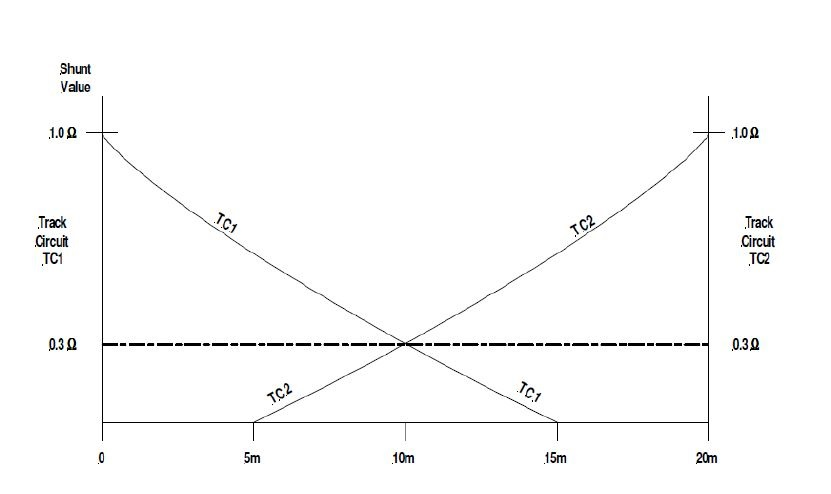 Shunt
Value
1.0 Ω
1.0 Ω
TC1
TC2
Track
Circuit
TC1
Track
Circuit
TC2
0.3 Ω
0.3 Ω
TC2
TC1
0
5m
10m
15m
20m